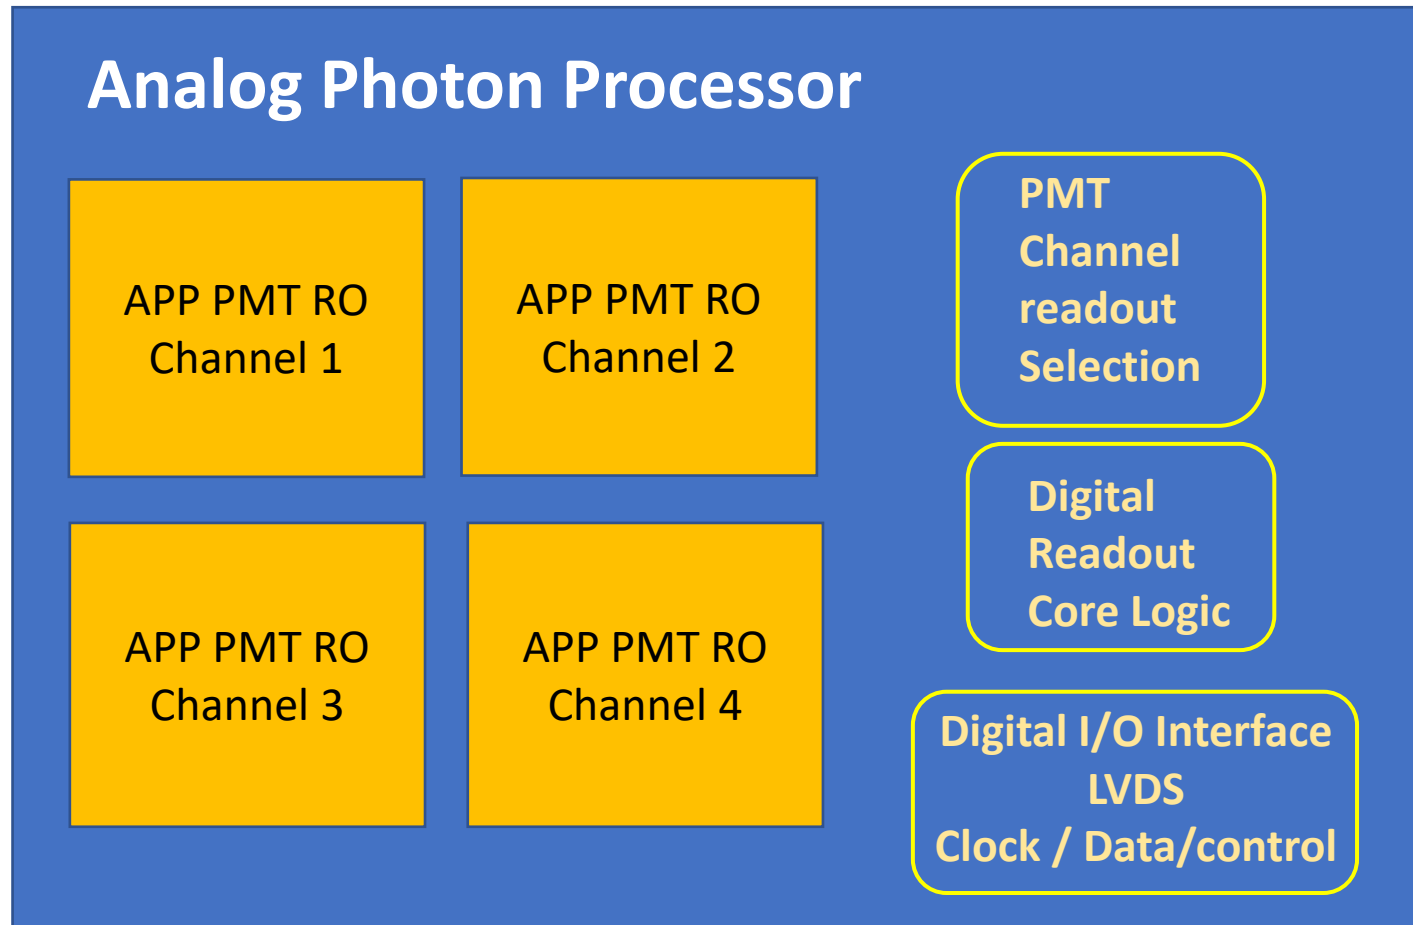 Analog Photon Processor
APP PMT RO
Channel 1
APP PMT RO
Channel 2
PMT
Channel
readout
Selection
APP PMT RO
Channel 3
APP PMT RO
Channel 4
Digital
Readout
Core Logic
Digital I/O Interface
LVDS
Clock / Data/control